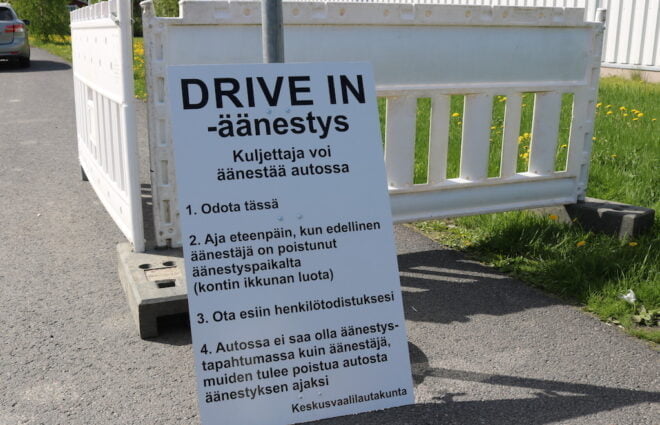 DRIVE IN
-äänestys
Kuljettaja voi
äänestää autossa
1. Odota tässä
2. Aja eteenpäin, kun edellinen
äänestäjä on poistunut
äänestyspaikalta
(kontin ikkunan luota)
3. Ota esiin henkilötodistuksesi
4. Autossa ei saa olla äänestys-
tapahtumassa kuin äänestäjä,
muiden tulee poistua autosta
äänestyksen ajaksi
Keskusvaalilautakunta